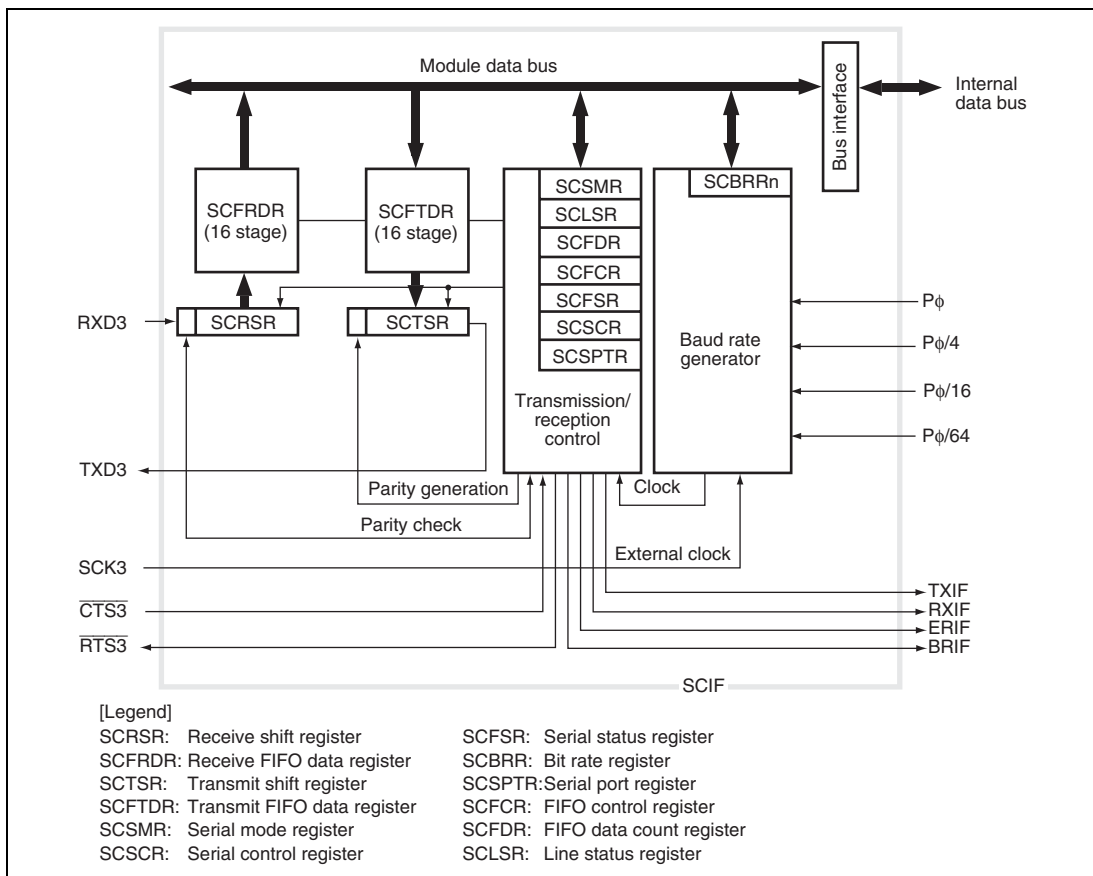 Module data bus
Bus interface
Internal
data bus
SCFRDR
(16 stage)
SCFTDR
(16 stage)
SCSMR
SCLSR
SCFDR
SCFCR
SCFSR
SCSCR
SCSPTR
Transmission/
reception
control
SCBRRn
Baud rate
generator
RXD3
SCRSR
SCTSR
Pφ
Pφ/4
Pφ/16
Pφ/64
TXD3
Parity generation
Clock
Parity check
SCK3
External clock
CTS3
RTS3
TXIF
RXIF
ERIF
BRIF
SCIF
[Legend]
SCRSR: Receive shift register
SCFRDR: Receive FIFO data register
SCTSR: Transmit shift register
SCFTDR: Transmit FIFO data register
SCSMR: Serial mode register
SCSCR: Serial control register
SCFSR: Serial status register
SCBRR: Bit rate register
SCSPTR:Serial port register
SCFCR: FIFO control register
SCFDR: FIFO data count register
SCLSR: Line status register